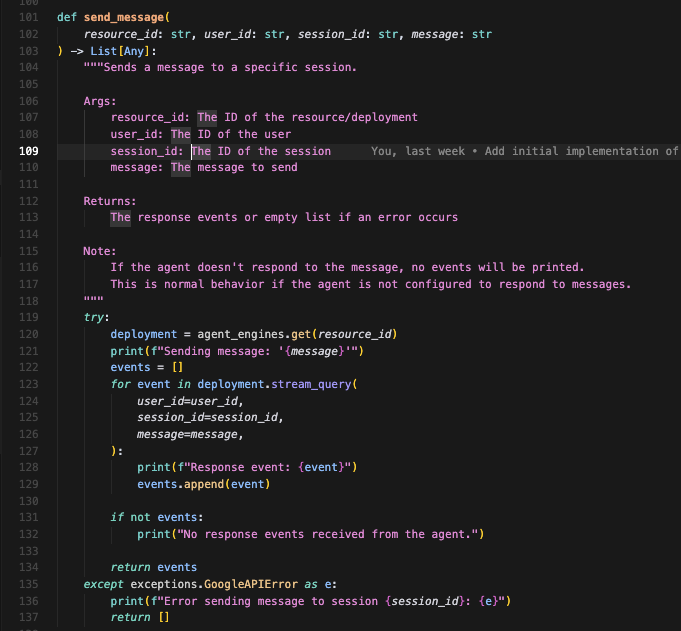 100
101 def send_message(
102     resource_id: str, user_id: str, session_id: str, message: str
103 ) -> List[Any]:
104     """Sends a message to a specific session.
105
106     Args:
107         resource_id: The ID of the resource/deployment
108         user_id: The ID of the user
109         session_id: The ID of the session      You, last week • Add initial implementation of
110         message: The message to send
111
112     Returns:
113         The response events or empty list if an error occurs
114
115     Note:
116         If the agent doesn't respond to the message, no events will be printed.
117         This is normal behavior if the agent is not configured to respond to messages.
118     """
119     try:
120         deployment = agent_engines.get(resource_id)
121         print(f"Sending message: '{message}'")
122         events = []
123         for event in deployment.stream_query(
124             user_id=user_id,
125             session_id=session_id,
126             message=message,
127         ):
128             print(f"Response event: {event}")
129             events.append(event)
130
131         if not events:
132             print("No response events received from the agent.")
133
134         return events
135     except exceptions.GoogleAPIError as e:
136         print(f"Error sending message to session {session_id}: {e}")
137         return []